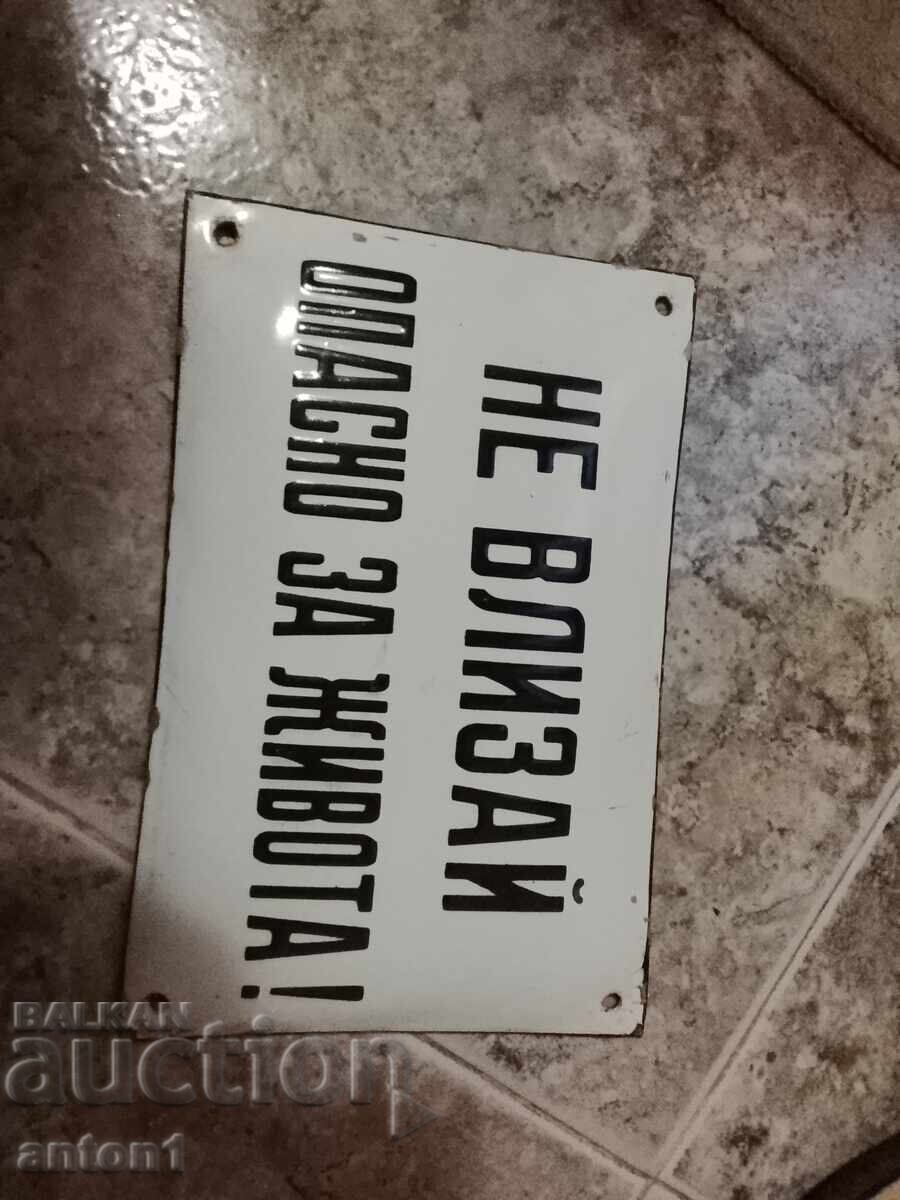 НЕ ВЛИЗАЙ
ОПАСНО ЗА ЖИВОТА!
BALKAN
auction
anton1